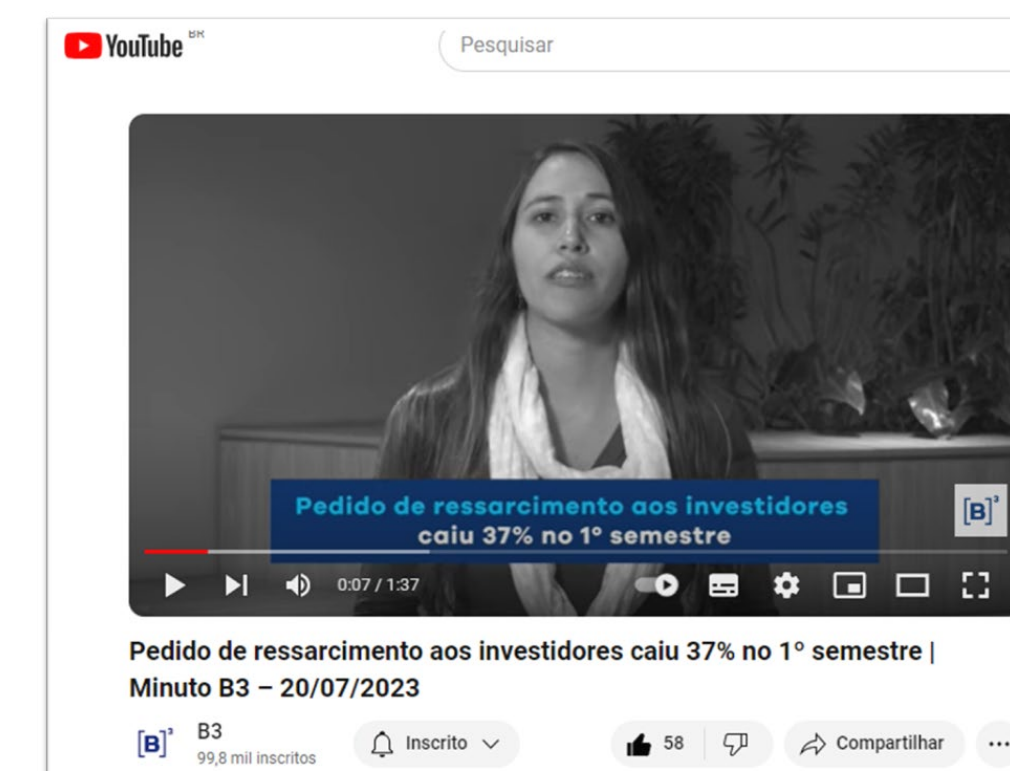 YouTube BR
Pesquisar
Pedido de ressarcimento aos investidores
caiu 37% no 1º semestre
[B]³
0:07 / 1:37
Pedido de ressarcimento aos investidores caiu 37% no 1º semestre |
Minuto B3 – 20/07/2023
[B]³
B3
99,8 mil inscritos
Inscrito
58
Compartilhar